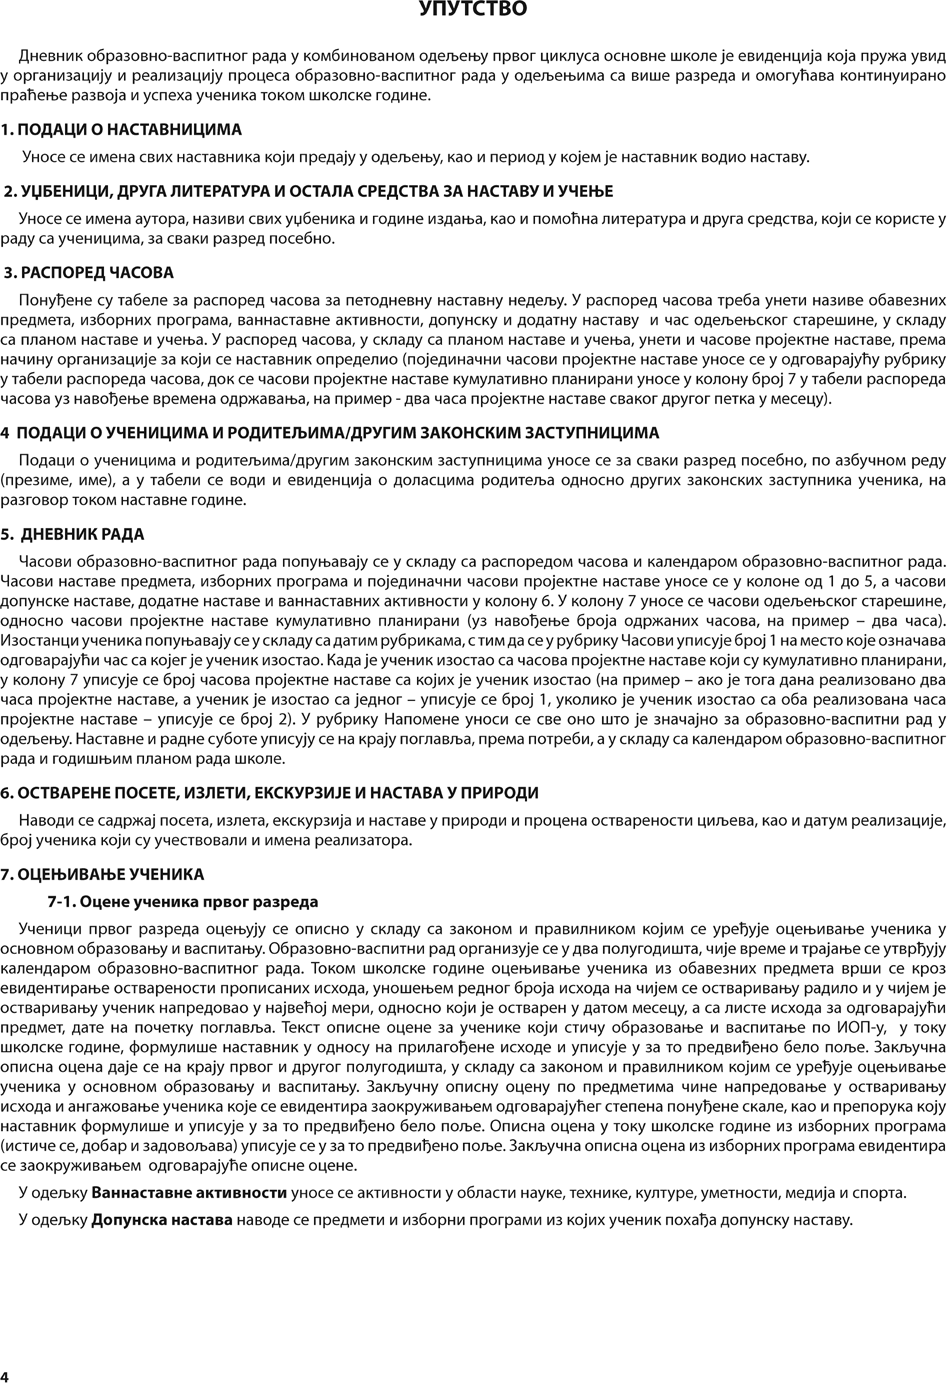 УПУТСТВО
Дневник образовно-васпитног рада у комбинованом одељењу првог циклуса основне школе је евиденција која пружа увид
у организацију и реализацију процеса образовно-васпитног рада у одељењима са више разреда и омогућава континуирано
праћење развоја и успеха ученика током школске године.
1. ПОДАЦИ О НАСТАВНИЦИМА
Уносе се имена свих наставника који предају у одељењу, као и период у којем је наставник водио наставу.
2. УЏБЕНИЦИ, ДРУГА ЛИТЕРАТУРА И ОСТАЛА СРЕДСТВА ЗА НАСТАВУ И УЧЕЊЕ
Уносе се имена аутора, називи свих уџбеника и године издања, као и помоћна литература и друга средства, који се користе у
раду са ученицима, за сваки разред посебно.
3. РАСПОРЕД ЧАСОВА
Понуђене су табеле за распоред часова за петодневну наставну недељу. У распоред часова треба унети називе обавезних
предмета, изборних програма, ваннаставне активности, допунску и додатну наставу и час одељењског старешине, у складу
са планом наставе и учења. У распоред часова, у складу са планом наставе и учења, унети и часове пројектне наставе, према
начину организације за који се наставник определио (појединачни часови пројектне наставе уносе се у одговарајућу рубрику
у табели распореда часова, док се часови пројектне наставе кумулативно планирани уносе у колону број 7 у табели распореда
часова уз навођење времена одржавања, на пример - два часа пројектне наставе сваког другог петка у месецу).
4 ПОДАЦИ О УЧЕНИЦИМА И РОДИТЕЉИМА/ДРУГИМ ЗАКОНСКИМ ЗАСТУПНИЦИМА
Подаци о ученицима и родитељима/другим законским заступницима уносе се за сваки разред посебно, по азбучном реду
(презиме, име), а у табели се води и евиденција о доласцима родитеља односно других законских заступника ученика, на
разговор током наставне године.
5. ДНЕВНИК РАДА
Часови образовно-васпитног рада попуњавају се у складу са распоредом часова и календаром образовно-васпитног рада.
Часови наставе предмета, изборних програма и појединачни часови пројектне наставе уносе се у колоне од 1 до 5, а часови
допунске наставе, додатне наставе и ваннаставних активности у колону 6. У колону 7 уносе се часови одељењског старешине,
односно часови пројектне наставе кумулативно планирани (уз навођење броја одржаних часова, на пример – два часа).
Изостанци ученика попуњавају се у складу са датим рубрикама, с тим да се у рубрику Часови уписује број 1 на место које означава
одговарајући час са којег је ученик изостао. Када је ученик изостао са часова пројектне наставе који су кумулативно планирани,
у колону 7 уписује се број часова пројектне наставе са којих је ученик изостао (на пример – ако је тога дана реализовано два
часа пројектне наставе, а ученик је изостао са једног – уписује се број 1, уколико је ученик изостао са оба реализована часа
пројектне наставе – уписује се број 2). У рубрику Напомене уноси се све оно што је значајно за образовно-васпитни рад у
одељењу. Наставне и радне суботе уписују се на крају поглавља, према потреби, а у складу са календаром образовно-васпитног
рада и годишњим планом рада школе.
6. ОСТВАРЕНЕ ПОСЕТЕ, ИЗЛЕТИ, ЕКСКУРЗИЈЕ И НАСТАВА У ПРИРОДИ
Наводи се садржај посета, излета, екскурзија и наставе у природи и процена остварености циљева, као и датум реализације,
број ученика који су учествовали и имена реализатора.
7. ОЦЕЊИВАЊЕ УЧЕНИКА
7-1. Оцене ученика првог разреда
Ученици првог разреда оцењују се описно у складу са законом и правилником којим се уређује оцењивање ученика у
основном образовању и васпитању. Образовно-васпитни рад организује се у два полугодишта, чије време и трајање се утврђују
календаром образовно-васпитног рада. Током школске године оцењивање ученика из обавезних предмета врши се кроз
евидентирање остварености прописаних исхода, уношењем редног броја исхода на чијем се остваривању радило и у чијем је
остваривању ученик напредовао у највећој мери, односно који је остварен у датом месецу, а са листе исхода за одговарајући
предмет, дате на почетку поглавља. Текст описне оцене за ученике који стичу образовање и васпитање по ИОП-у, у току
школске године, формулише наставник у односу на прилагођене исходе и уписује у за то предвиђено бело поље. Закључна
описна оцена даје се на крају првог и другог полугодишта, у складу са законом и правилником којим се уређује оцењивање
ученика у основном образовању и васпитању. Закључну описну оцену по предметима чине напредовање у остваривању
исхода и ангажовање ученика које се евидентира заокруживањем одговарајућег степена понуђене скале, као и препорука коју
наставник формулише и уписује у за то предвиђено бело поље. Описна оцена у току школске године из изборних програма
(истиче се, добар и задовољава) уписује се у за то предвиђено поље. Закључна описна оцена из изборних програма евидентира
се заокруживањем одговарајуће описне оцене.
У одељку Ваннаставне активности уносе се активности у области науке, технике, културе, уметности, медија и спорта.
У одељку Допунска настава наводе се предмети и изборни програми из којих ученик похађа допунску наставу.
4